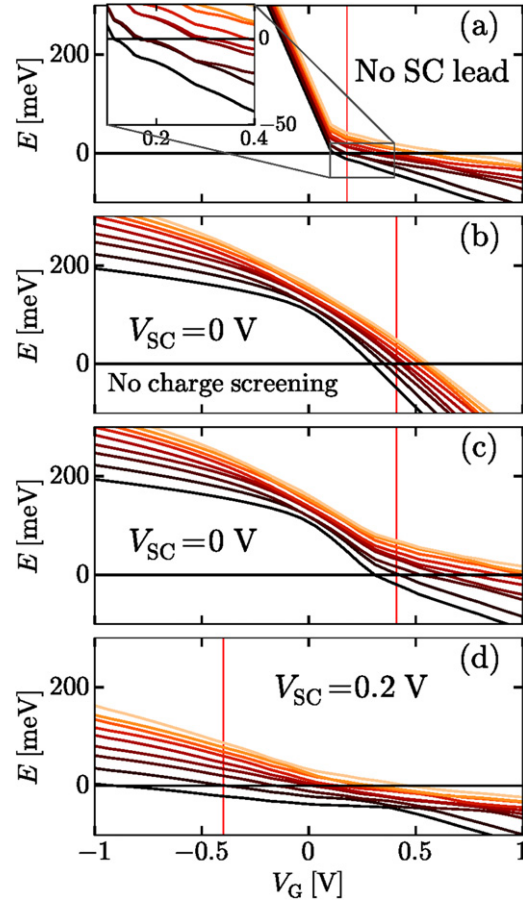 300
0
E [meV]
0
0.2
0.4
−50
(a)
No SC lead
E [meV]
200
0
(b)
V_SC = 0 V
No charge screening
E [meV]
200
0
(c)
V_SC = 0 V
E [meV]
200
0
(d)
V_SC = 0.2 V
−1
−0.5
0
0.5
1
V_G [V]